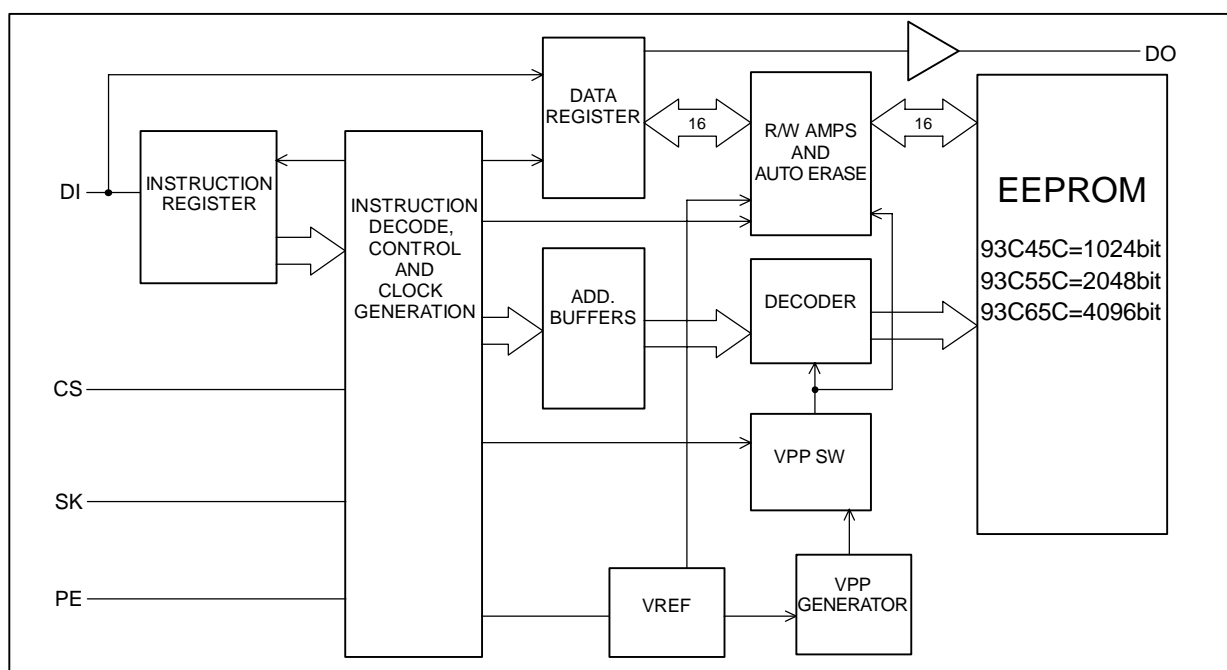 DO
DATA
REGISTER
16
R/W AMPS
AND
AUTO ERASE
16
DI
INSTRUCTION
REGISTER
INSTRUCTION
DECODE,
CONTROL
AND
CLOCK
GENERATION
EEPROM
93C45C=1024bit
93C55C=2048bit
93C65C=4096bit
ADD.
BUFFERS
DECODER
CS
VPP SW
SK
PE
VREF
VPP
GENERATOR